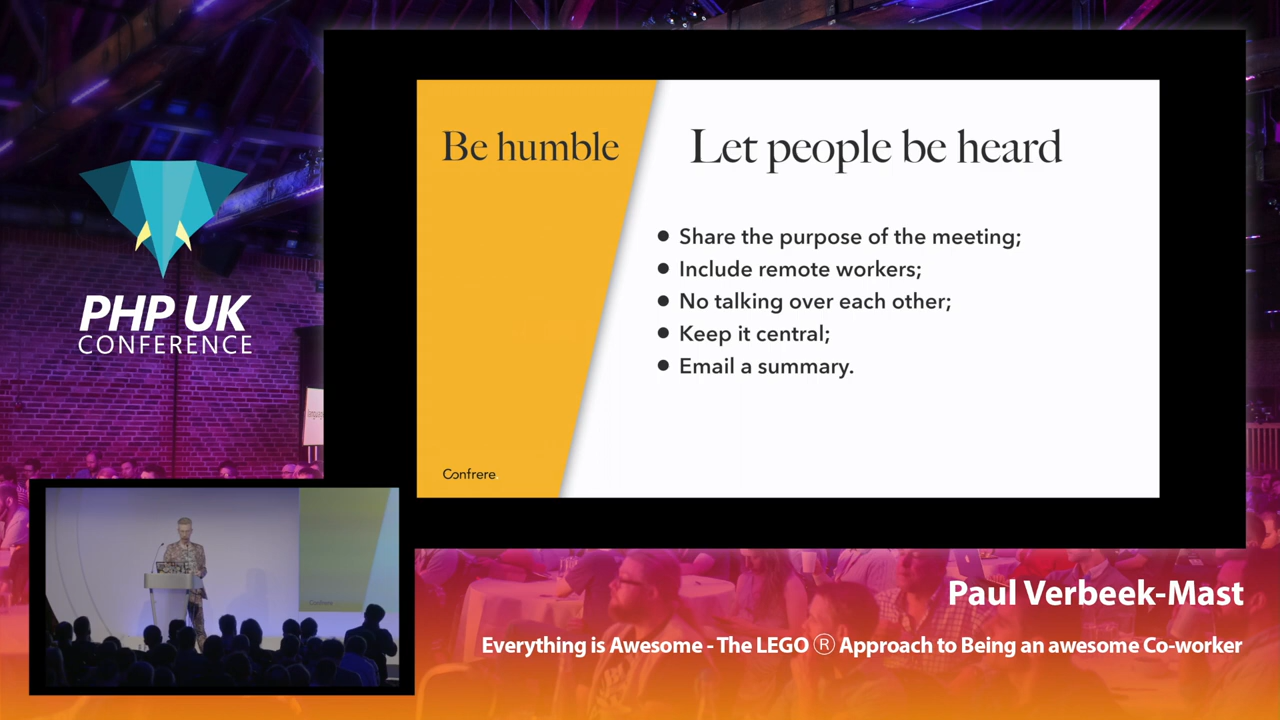 PHP UK
CONFERENCE
Be humble
Let people be heard
Share the purpose of the meeting;
Include remote workers;
No talking over each other;
Keep it central;
Email a summary.
Confrere
Confrere
Paul Verbeek-Mast
Everything is Awesome - The LEGO Ⓡ Approach to Being an awesome Co-worker